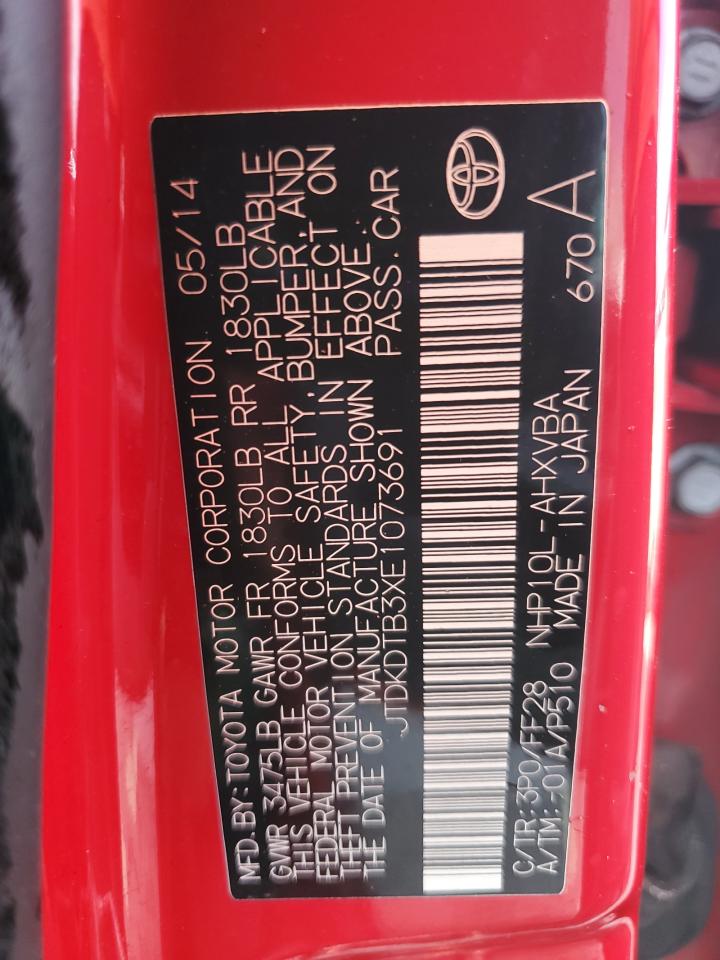 MFD.BY:TOYOTA MOTOR CORPORATION 05/14
GVWR 3475LB GAWR FR 1830LB RR 1830LB
THIS VEHICLE CONFORMS TO ALL APPLICABLE
FEDERAL MOTOR VEHICLE SAFETY,BUMPER,AND
THEFT PREVENTION STANDARDS IN EFFECT ON
THE DATE OF MANUFACTURE SHOWN ABOVE.
JTDKDTB3XE1073691 PASS.CAR
C/TR:3P0/FF28 NHP10L-AHXVBA 670 A
A/TM:-01A/P510 MADE IN JAPAN